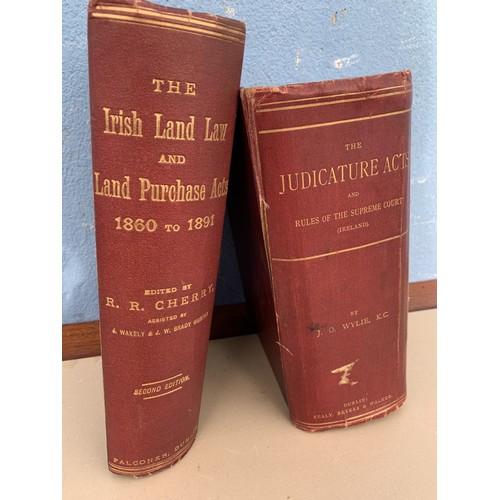 THE
Irish Land Law
AND
Land Purchase Acts
1860 TO 1891
EDITED BY
R. R. CHERRY,
ASSISTED BY
J. WAKELY & J. W. BRADY
SECOND EDITION.
FALCONER, DUBLIN
THE
JUDICATURE ACTS
AND
RULES OF THE SUPREME COURT
(IRELAND).
BY
J. O. WYLIE, K.C.
DUBLIN:
SEALY, BRYERS & WALKER.